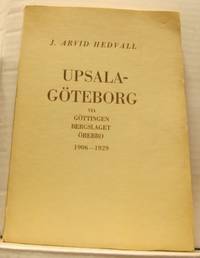 J. ARVID HEDVALL
UPSALA-
GÖTEBORG
VIA
GÖTTINGEN
BERGSLAGET
ÖREBRO
1906—1929